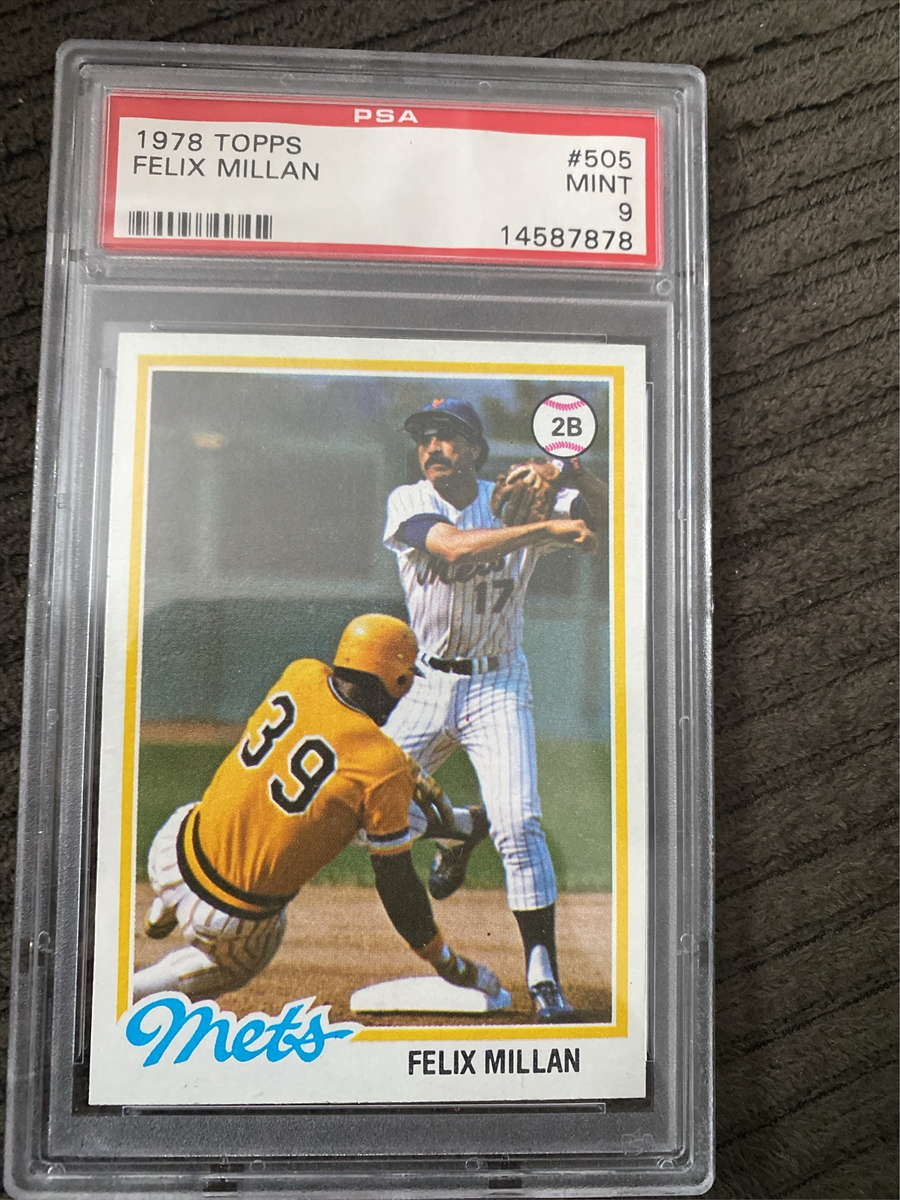 PSA
1978 TOPPS
FELIX MILLAN
#505
MINT
9
14587878
2B
Mets
17
39
Mets
FELIX MILLAN